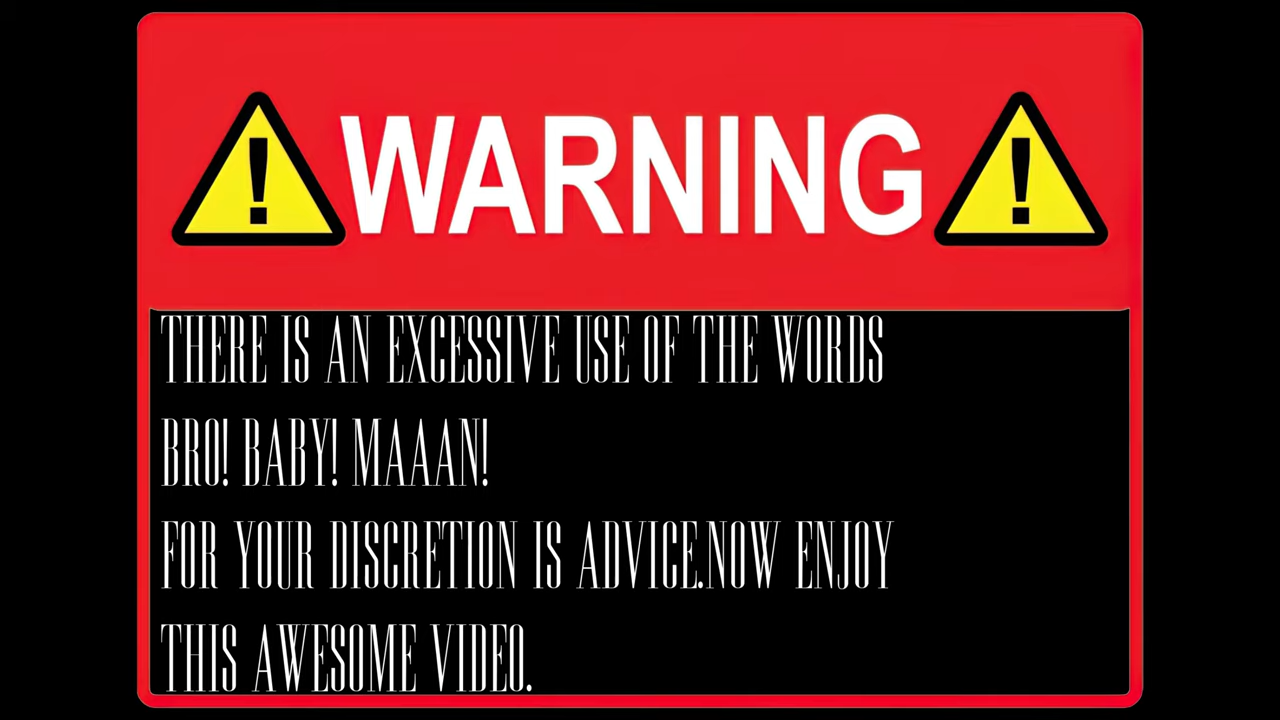 WARNING
THERE IS AN EXCESSIVE USE OF THE WORDS
BRO! BABY! MAAAN!
FOR YOUR DISCRETION IS ADVICE.NOW ENJOY
THIS AWESOME VIDEO.